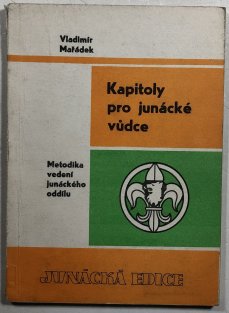 Vladimír
Mařádek
Kapitoly
pro junácké
vůdce
Metodika
vedení
junáckého
oddílu
JUNÁCKÁ EDICE